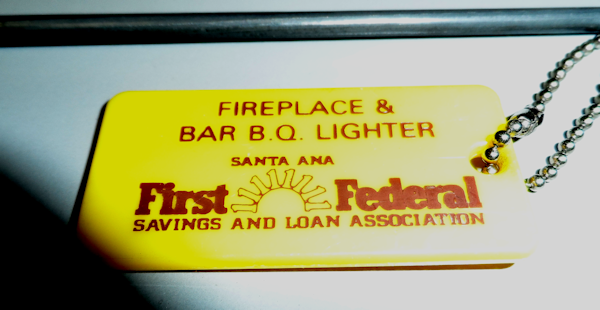 FIREPLACE &
BAR B.Q. LIGHTER
SANTA ANA
First Federal
SAVINGS AND LOAN ASSOCIATION